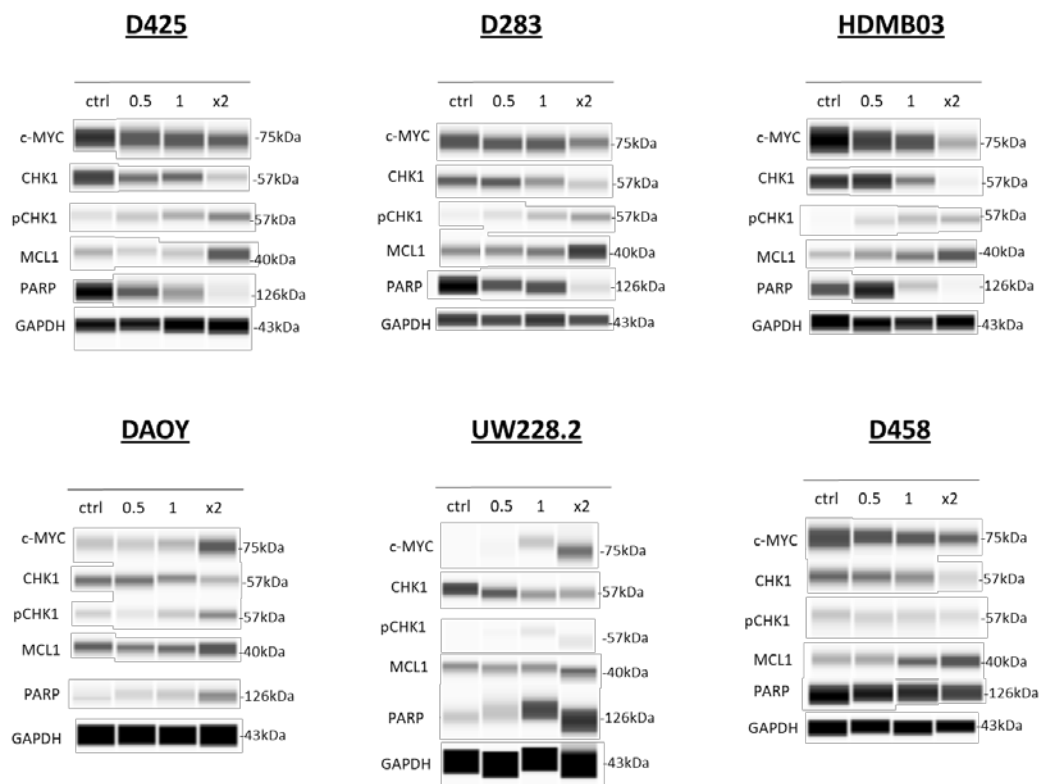 D425
ctrl 0.5 1 x2
c-MYC -75kDa
CHK1 -57kDa
pCHK1 -57kDa
MCL1 -40kDa
PARP -126kDa
GAPDH -43kDa
D283
ctrl 0.5 1 x2
c-MYC -75kDa
CHK1 -57kDa
pCHK1 -57kDa
MCL1 -40kDa
PARP -126kDa
GAPDH -43kDa
HDMB03
ctrl 0.5 1 x2
c-MYC -75kDa
CHK1 -57kDa
pCHK1 -57kDa
MCL1 -40kDa
PARP -126kDa
GAPDH -43kDa
DAOY
ctrl 0.5 1 x2
c-MYC -75kDa
CHK1 -57kDa
pCHK1 -57kDa
MCL1 -40kDa
PARP -126kDa
GAPDH -43kDa
UW228.2
ctrl 0.5 1 x2
c-MYC -75kDa
CHK1 -57kDa
pCHK1 -57kDa
MCL1 -40kDa
PARP -126kDa
GAPDH -43kDa
D458
ctrl 0.5 1 x2
c-MYC -75kDa
CHK1 -57kDa
pCHK1 -57kDa
MCL1 -40kDa
PARP -126kDa
GAPDH -43kDa